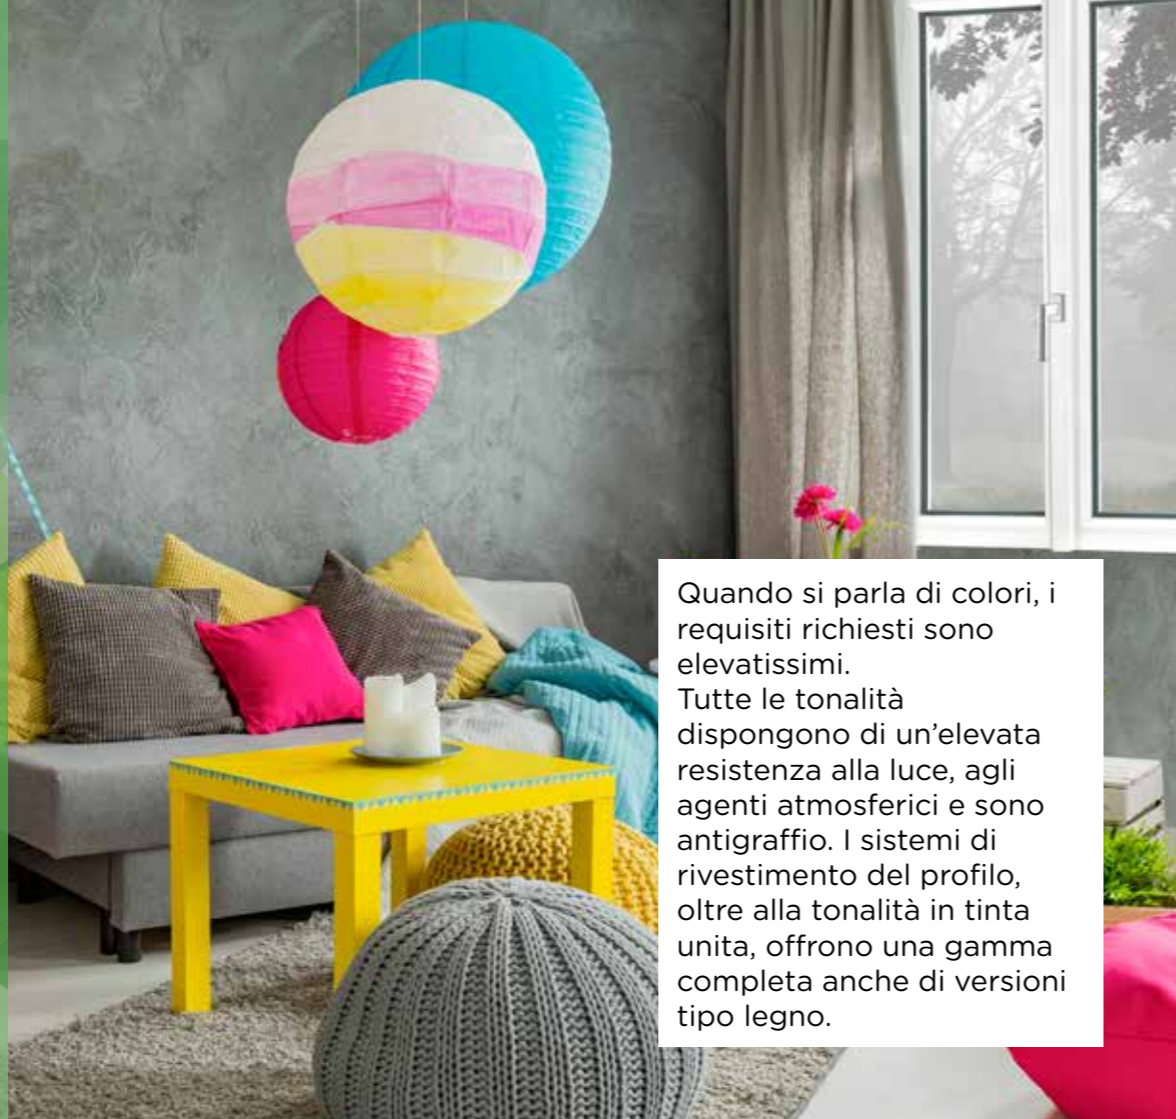 Quando si parla di colori, i
requisiti richiesti sono
elevatissimi.
Tutte le tonalità
dispongono di un’elevata
resistenza alla luce, agli
agenti atmosferici e sono
antigraffio. I sistemi di
rivestimento del profilo,
oltre alla tonalità in tinta
unita, offrono una gamma
completa anche di versioni
tipo legno.